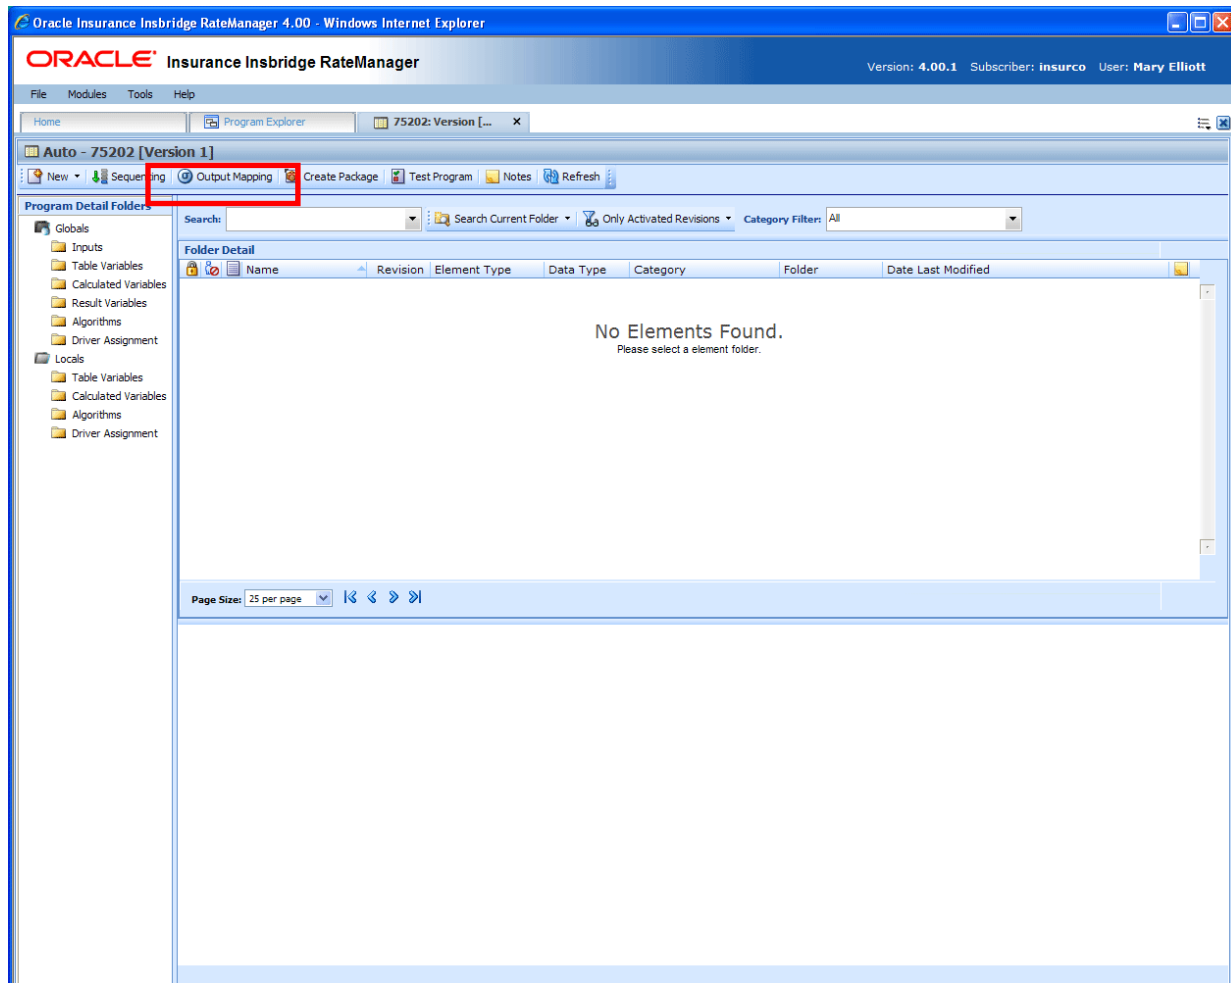 Oracle Insurance Insbridge RateManager 4.00 - Windows Internet Explorer
ORACLE Insurance Insbridge RateManager
Version: 4.00.1 Subscriber: insurco User: Mary Elliott
File Modules Tools Help
Home Program Explorer 75202: Version [... x
Auto - 75202 [Version 1]
New Sequencing Output Mapping Create Package Test Program Notes Refresh
Program Detail Folders
Globals
Inputs
Table Variables
Calculated Variables
Result Variables
Algorithms
Driver Assignment
Locals
Table Variables
Calculated Variables
Algorithms
Driver Assignment
Search: Search Current Folder Only Activated Revisions Category Filter: All
Folder Detail
Name Revision Element Type Data Type Category Folder Date Last Modified
No Elements Found.
Please select a element folder.
Page Size: 25 per page